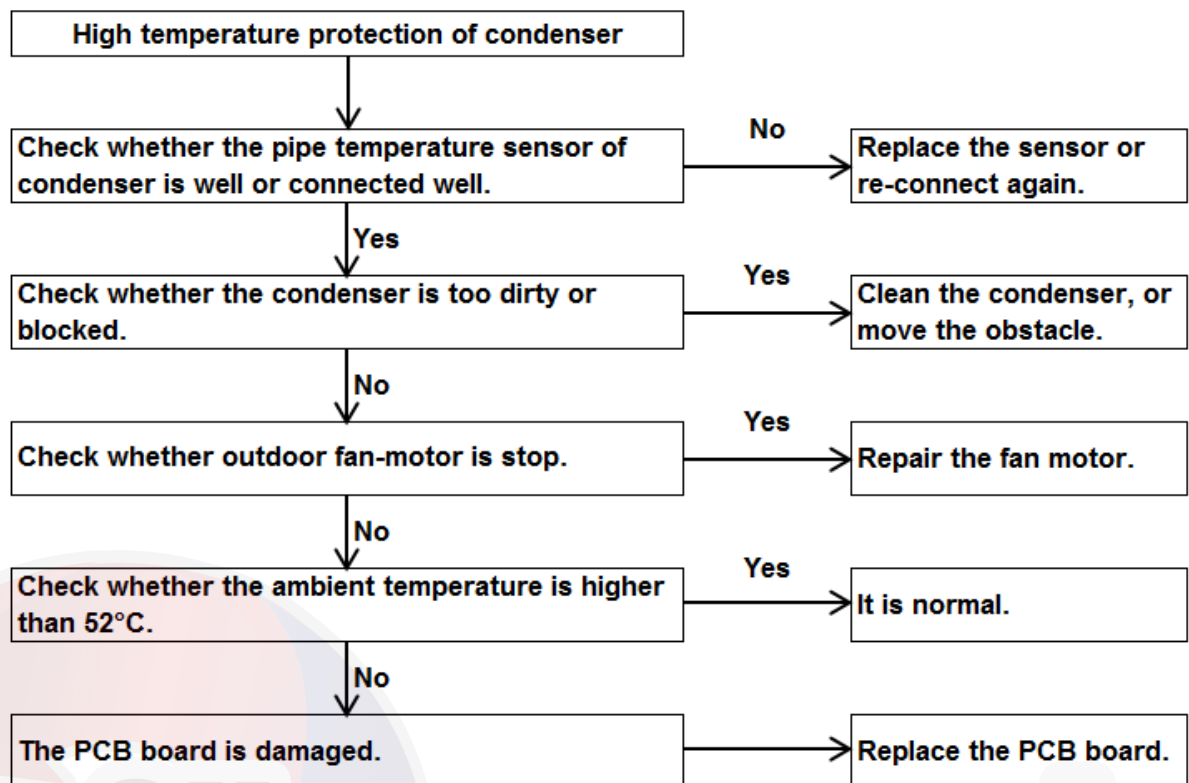 High temperature protection of condenser
Check whether the pipe temperature sensor of
condenser is well or connected well.
No
Replace the sensor or
re-connect again.
Yes
Check whether the condenser is too dirty or
blocked.
Yes
Clean the condenser, or
move the obstacle.
No
Check whether outdoor fan-motor is stop.
Yes
Repair the fan motor.
No
Check whether the ambient temperature is higher
than 52°C.
Yes
It is normal.
No
The PCB board is damaged.
Replace the PCB board.